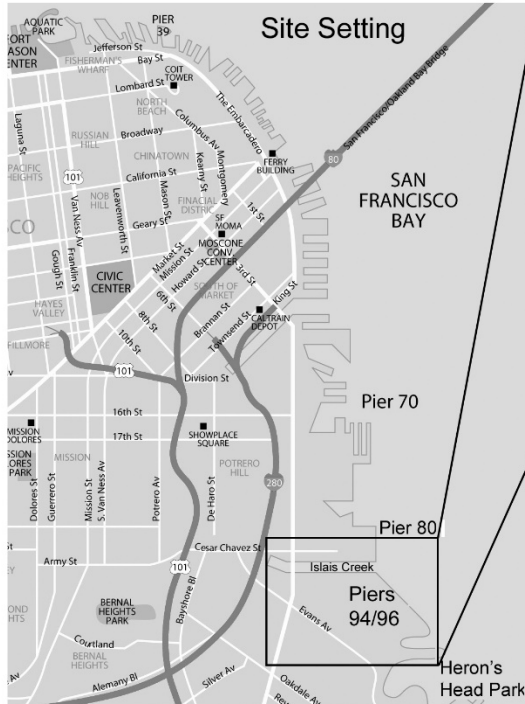 Site Setting
AQUATIC
PARK
PIER
39
FORT
MASON
CENTER
Jefferson St
Bay St
FISHERMAN'S
WHARF
COIT
TOWER
Lombard St
NORTH
BEACH
The Embarcadero
San Francisco/Oakland Bay Bridge
Laguna St
RUSSIAN
HILL
Broadway
Columbus Av
Montgomery
Kearny St
CHINATOWN
FERRY
BUILDING
80
PACIFIC
HEIGHTS
101
California St
NOB
HILL
Van Ness Av
Franklin St
Gough St
Leavenworth St
Mason St
FINACIAL
DISTRC
1st St
SAN
FRANCISCO
BAY
Geary St
SF
MOMA
MOSCONE
CONV.
CENTER
Market St
Mission St
Howard St
3rd St
CIVIC
CENTER
SOUTH OF
MARKET
King St
HAYES
VALLEY
6th St
8th St
10th St
Brannan St
Townsend St
CALTRAIN
DEPOT
FILLMORE
101
Division St
Pier 70
16th St
MISSION
DOLORES
17th St
SHOWPLACE
SQUARE
MISSION
POTRERO
HILL
Dolores St
Guerrero St
Mission St
S. Van Ness Av
Potrero Av
De Haro St
280
Pier 80
Army St
Cesar Chavez St
Islais Creek
101
Piers
94/96
Bayshore Bl
Evans Av
BERNAL
HEIGHTS
PARK
Courtland
BERNAL
HEIGHTS
Alemany Bl
Silver Av
Oakdale Av
Heron's
Head Park